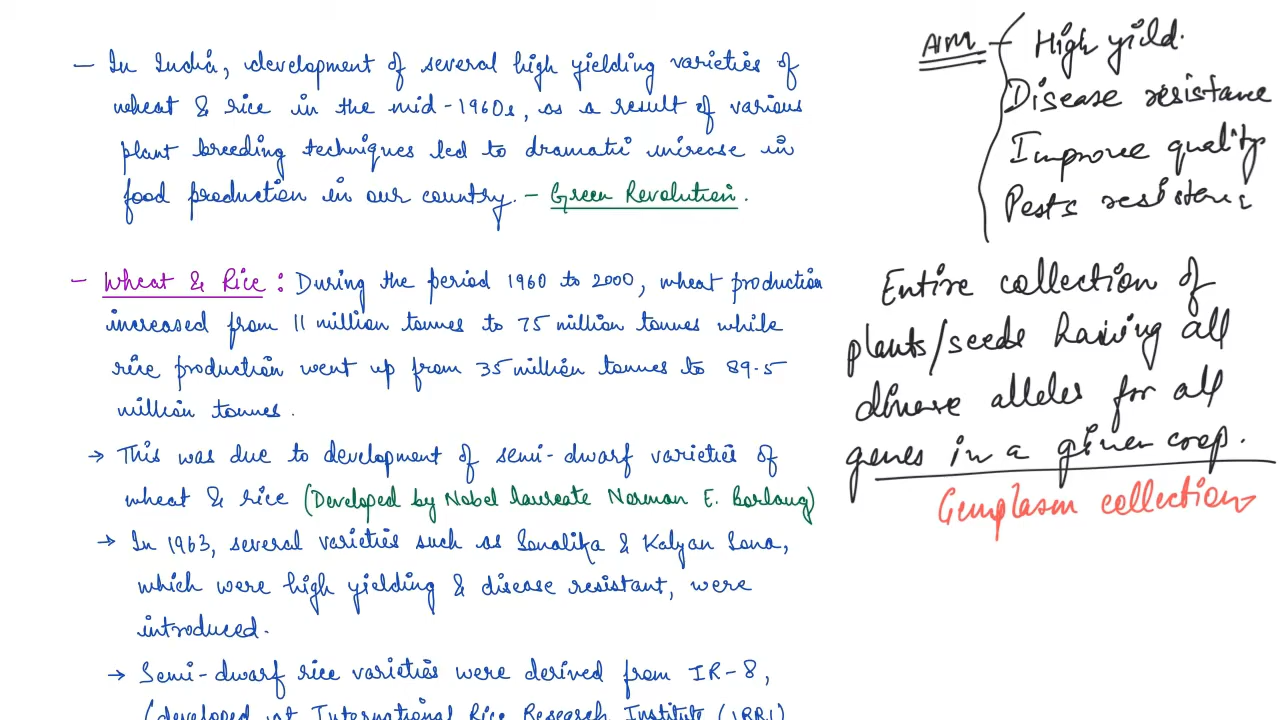 – In India, development of several high yielding varieties of
wheat & rice in the mid-1960s, as a result of various
plant breeding techniques led to dramatic increase in
food production in our country. – Green Revolution.
– Wheat & Rice : During the period 1960 to 2000, wheat production
increased from 11 million tonnes to 75 million tonnes while
rice production went up from 35 million tonnes to 89.5
million tonnes.
→ This was due to development of semi-dwarf varieties of
wheat & rice (Developed by Nobel laureate Norman E. Borlaug)
→ In 1963, several varieties such as Sonalika & Kalyan Sona,
which were high yielding & disease resistant, were
introduced.
→ Semi-dwarf rice varieties were derived from IR-8,
(developed at International Rice Research Institute (IRRI)
AIM – High yield.
Disease resistance
Improve quality
Pests resistance
Entire collection of
plants/seeds having all
diverse alleles for all
genes in a given crop.
Germplasm collection